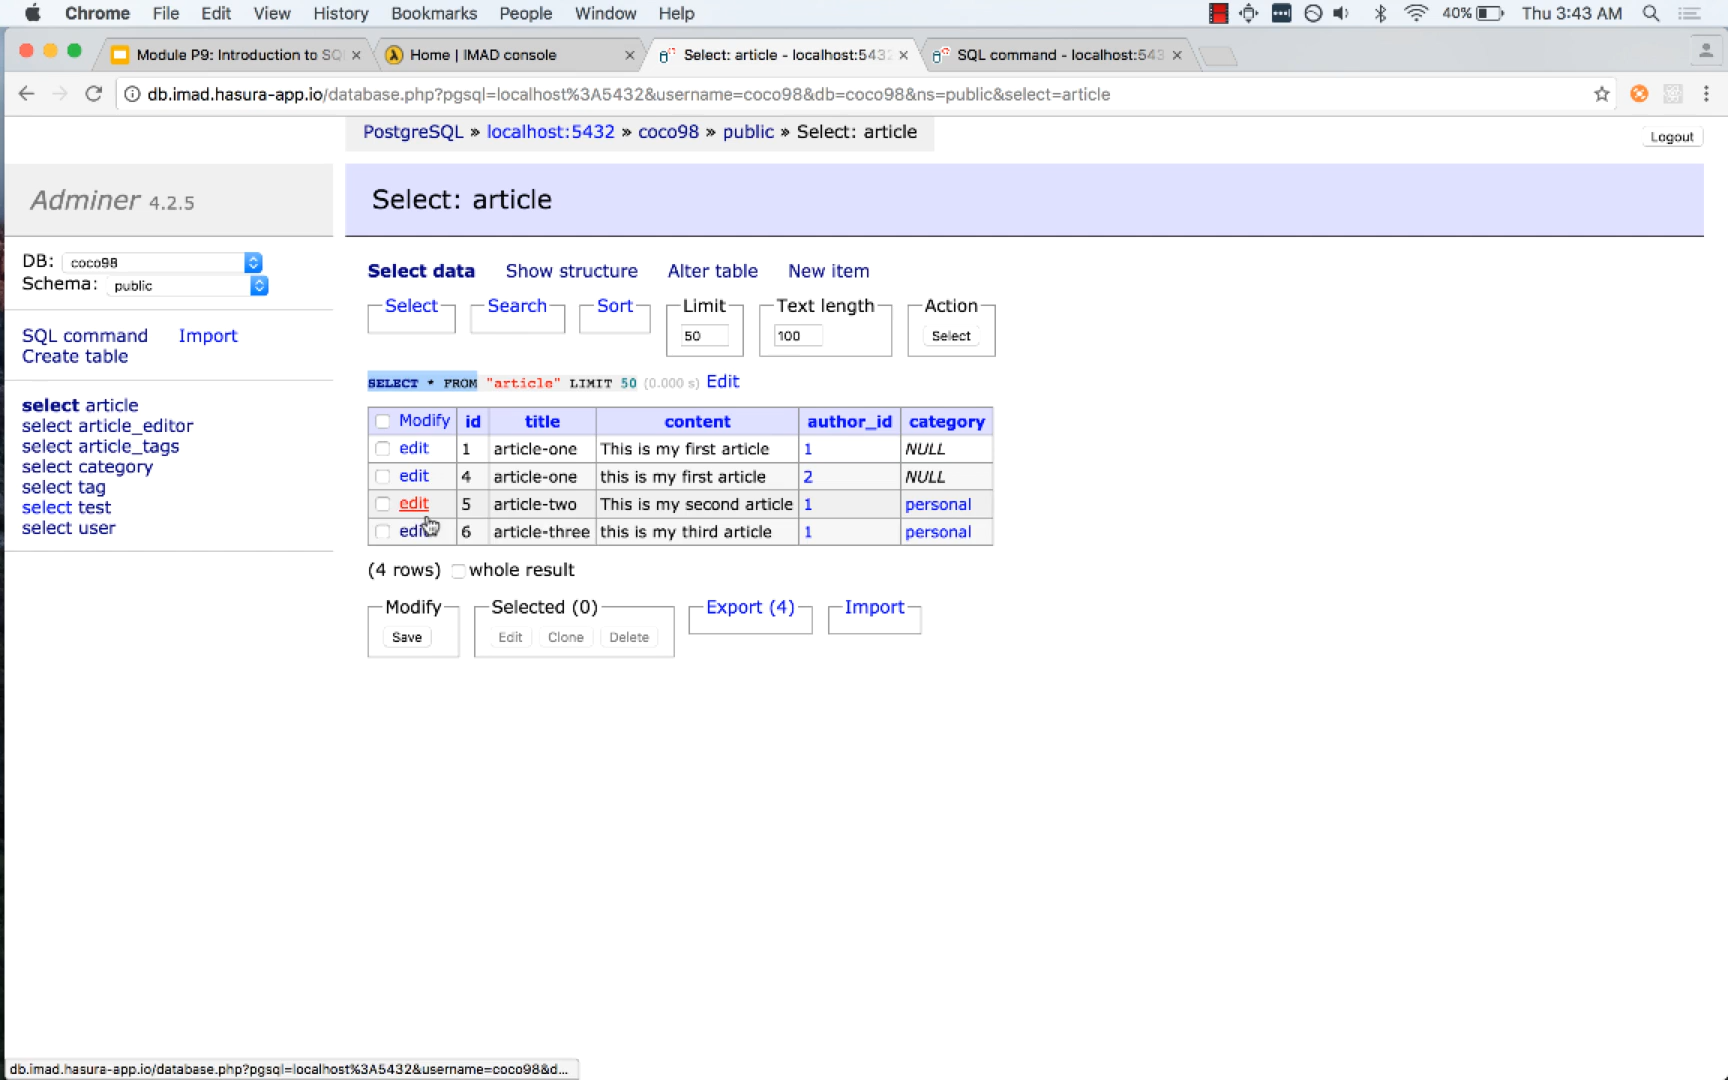 Chrome File Edit View History Bookmarks People Window Help 40% Thu 3:43 AM
Module P9: Introduction to SQ Home | IMAD console Select: article - localhost:5432 SQL command - localhost:543
db.imad.hasura-app.io/database.php?pgsql=localhost%3A5432&username=coco98&db=coco98&ns=public&select=article
PostgreSQL » localhost:5432 » coco98 » public » Select: article
Logout
Adminer 4.2.5
Select: article
DB: coco98
Schema: public
SQL command Import
Create table
select article
select article_editor
select article_tags
select category
select tag
select test
select user
Select data Show structure Alter table New item
Select Search Sort Limit Text length Action
50 100 Select
SELECT * FROM "article" LIMIT 50 (0.000 s) Edit
Modify id title content author_id category
edit 1 article-one This is my first article 1 NULL
edit 4 article-one this is my first article 2 NULL
edit 5 article-two This is my second article 1 personal
edit 6 article-three this is my third article 1 personal
(4 rows) whole result
Modify Selected (0) Export (4) Import
Save Edit Clone Delete
db.imad.hasura-app.io/database.php?pgsql=localhost%3A5432&username=coco98&d...